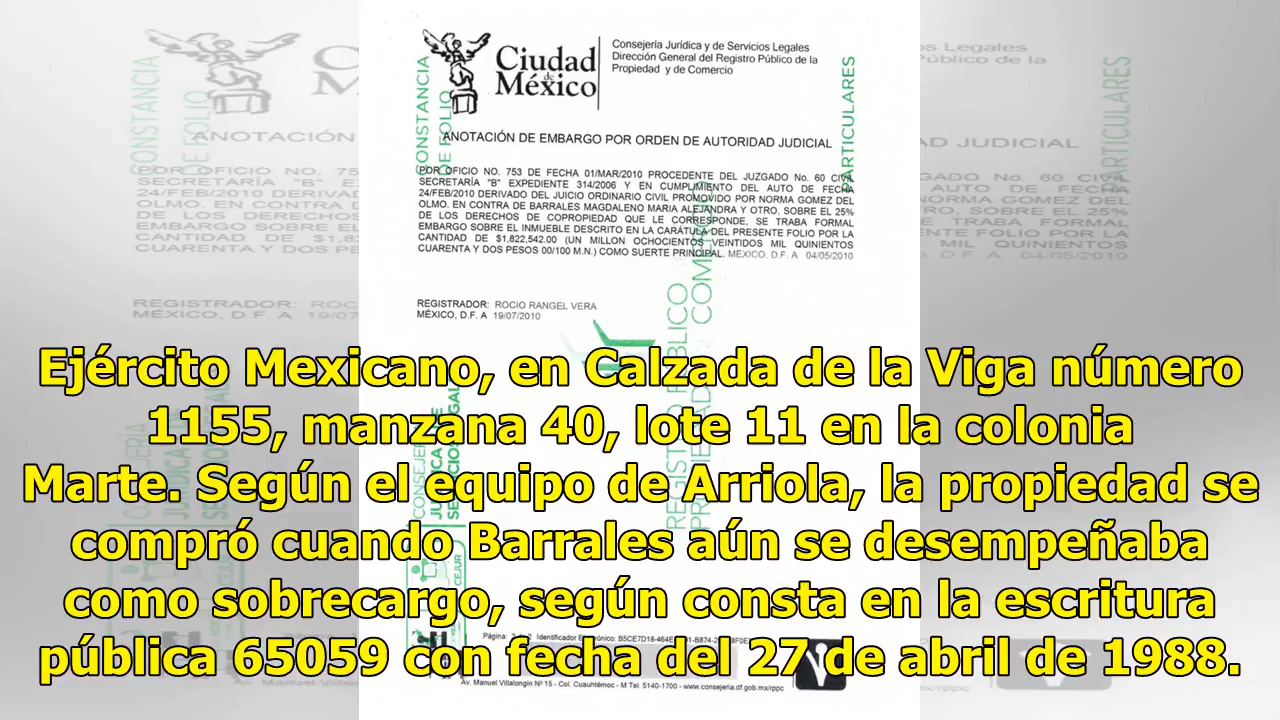 Ciudad de México
Consejería Jurídica y de Servicios Legales
Dirección General del Registro Público de la
Propiedad y de Comercio
CONSTANCIA
DE FOLIO
PARTICULARES
ANOTACIÓN DE EMBARGO POR ORDEN DE AUTORIDAD JUDICIAL
POR OFICIO NO. 753 DE FECHA 01/MAR/2010 PROCEDENTE DEL JUZGADO No. 60 CIVIL
SECRETARÍA "B" EXPEDIENTE 314/2006 Y EN CUMPLIMIENTO DEL AUTO DE FECHA
24/FEB/2010 DERIVADO DEL JUICIO ORDINARIO CIVIL PROMOVIDO POR NORMA GOMEZ DEL
OLMO. EN CONTRA DE BARRALES MAGDALENO MARIA ALEJANDRA Y OTRO, SOBRE EL 25%
DE LOS DERECHOS DE COPROPIEDAD QUE LE CORRESPONDE, SE TRABA FORMAL
EMBARGO SOBRE EL INMUEBLE DESCRITO EN LA CARÁTULA DEL PRESENTE FOLIO POR LA
CANTIDAD DE $1,822,542.00 (UN MILLON OCHOCIENTOS VEINTIDOS MIL QUINIENTOS
CUARENTA Y DOS PESOS 00/100 M.N.) COMO SUERTE PRINCIPAL. MEXICO, D.F. A 04/05/2010
REGISTRADOR: ROCIO RANGEL VERA
MÉXICO, D.F. A 19/07/2010
Ejército Mexicano, en Calzada de la Viga número
1155, manzana 40, lote 11 en la colonia
Marte. Según el equipo de Arriola, la propiedad se
compró cuando Barrales aún se desempeñaba
como sobrecargo, según consta en la escritura
pública 65059 con fecha del 27 de abril de 1988.
CEJUR
Av. Manuel Villalongín Nº 15 - Col. Cuauhtémoc - M Tel. 5140-1700 - www.consejeria.df.gob.mx/rppc